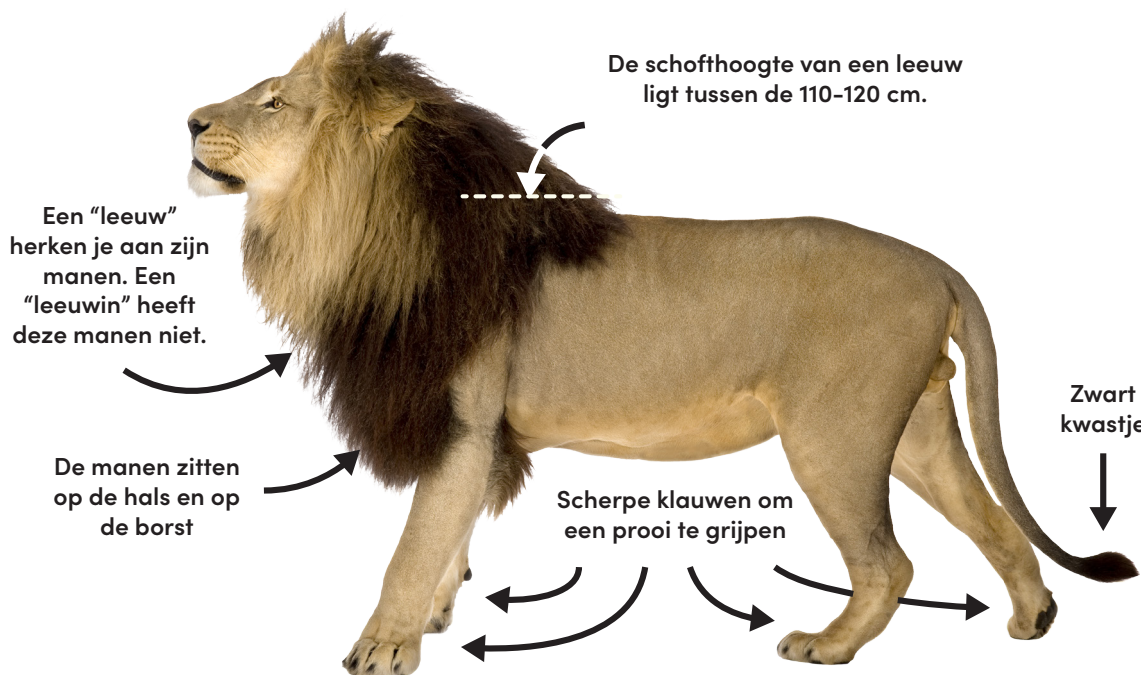 De schofthoogte van een leeuw
ligt tussen de 110-120 cm.
Een “leeuw”
herken je aan zijn
manen. Een
“leeuwin” heeft
deze manen niet.
De manen zitten
op de hals en op
de borst
Scherpe klauwen om
een prooi te grijpen
Zwart
kwastje